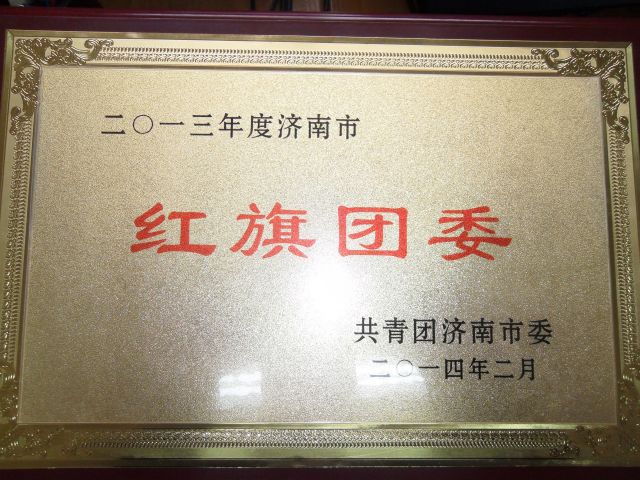 二〇一三年度济南市
红旗团委
共青团济南市委
二〇一四年二月